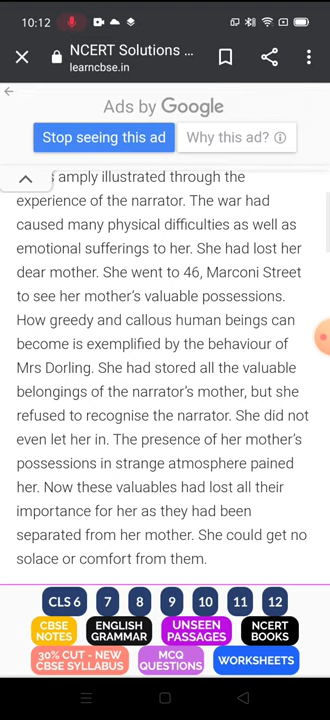 10:12
NCERT Solutions ...
learncbse.in
Ads by Google
Stop seeing this ad
Why this ad?
amply illustrated through the
experience of the narrator. The war had
caused many physical difficulties as well as
emotional sufferings to her. She had lost her
dear mother. She went to 46, Marconi Street
to see her mother's valuable possessions.
How greedy and callous human beings can
become is exemplified by the behaviour of
Mrs Dorling. She had stored all the valuable
belongings of the narrator's mother, but she
refused to recognise the narrator. She did not
even let her in. The presence of her mother's
possessions in strange atmosphere pained
her. Now these valuables had lost all their
importance for her as they had been
separated from her mother. She could get no
solace or comfort from them.
CLS 6 7 8 9 10 11 12
CBSE NOTES ENGLISH GRAMMAR UNSEEN PASSAGES NCERT BOOKS
30% CUT - NEW CBSE SYLLABUS MCQ QUESTIONS WORKSHEETS